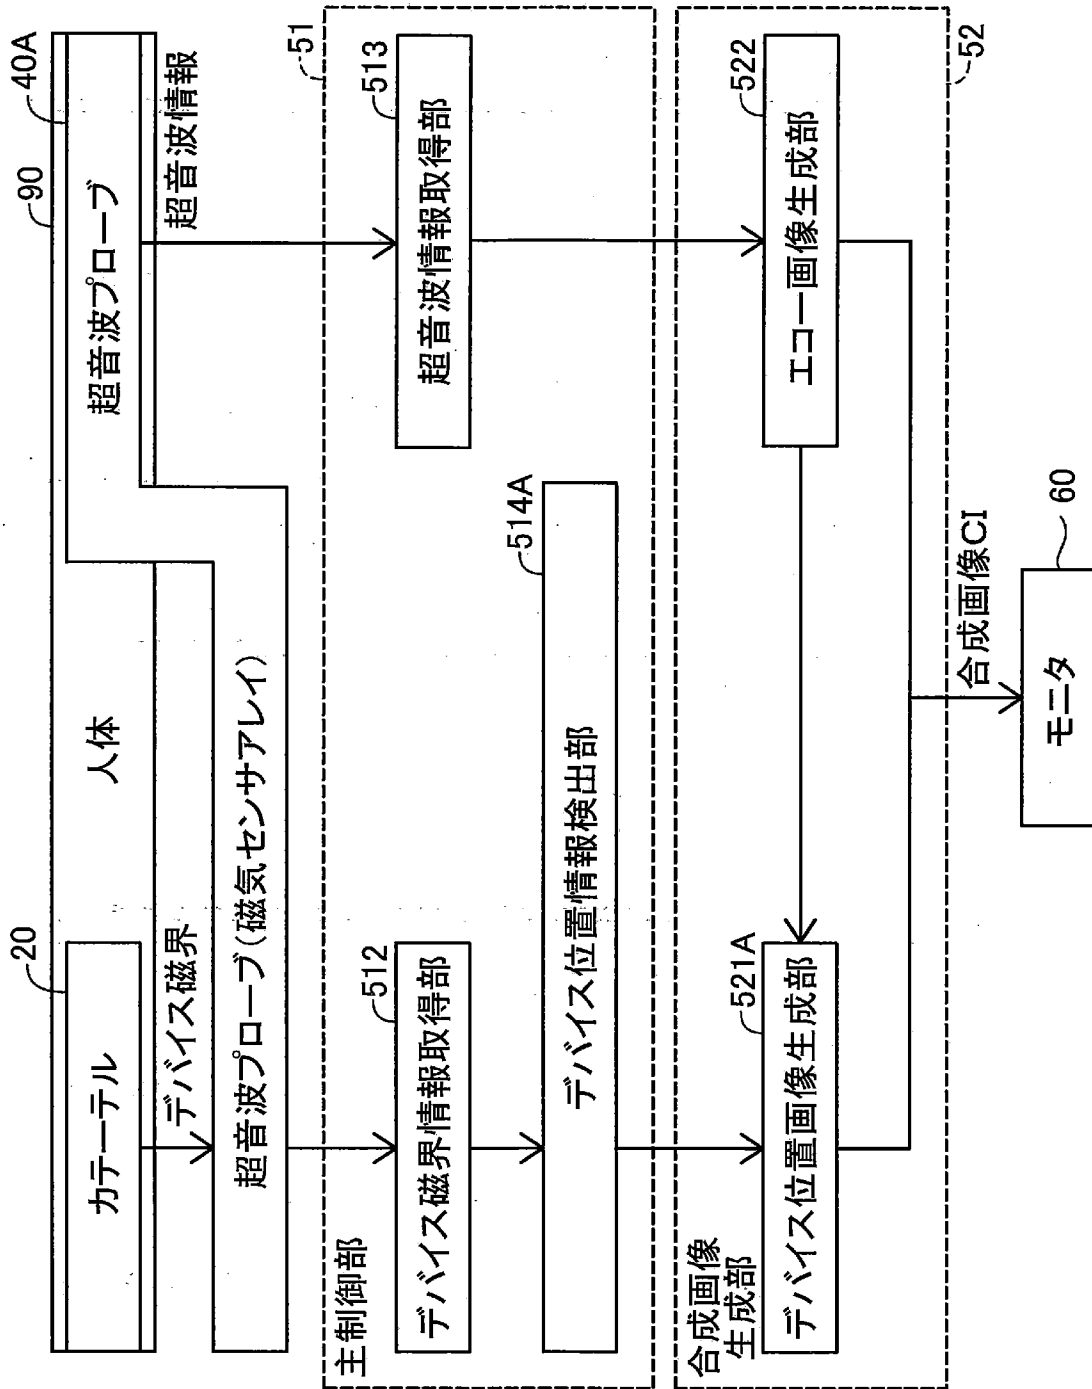 90
20
カテーテル
人体
超音波プローブ
40A
デバイス磁界
超音波情報
超音波プローブ(磁気センサアレイ)
51
主制御部
512
デバイス磁界情報取得部
513
超音波情報取得部
514A
デバイス位置情報検出部
52
合成画像
生成部
521A
デバイス位置画像生成部
522
エコー画像生成部
合成画像CI
60
モニタ